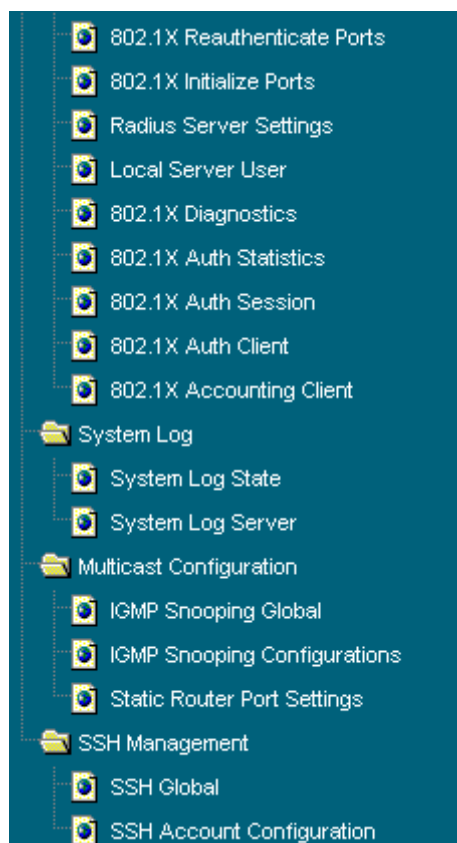 802.1X Reauthenticate Ports
802.1X Initialize Ports
Radius Server Settings
Local Server User
802.1X Diagnostics
802.1X Auth Statistics
802.1X Auth Session
802.1X Auth Client
802.1X Accounting Client
System Log
System Log State
System Log Server
Multicast Configuration
IGMP Snooping Global
IGMP Snooping Configurations
Static Router Port Settings
SSH Management
SSH Global
SSH Account Configuration